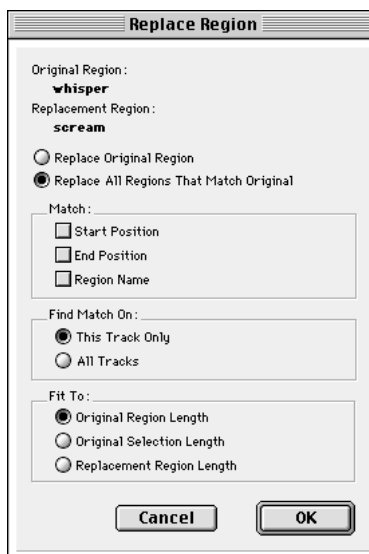 Replace Region
Original Region:
whisper
Replacement Region:
scream
Replace Original Region
Replace All Regions That Match Original
Match:
Start Position
End Position
Region Name
Find Match On:
This Track Only
All Tracks
Fit To:
Original Region Length
Original Selection Length
Replacement Region Length
Cancel OK